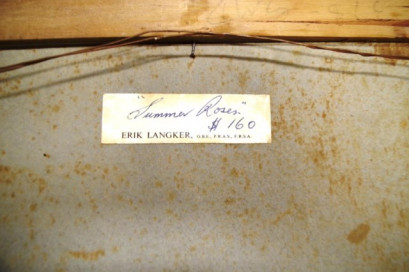 "Summer Roses"
$ 160
ERIK LANGKER, OBE, FRAS, FRSA